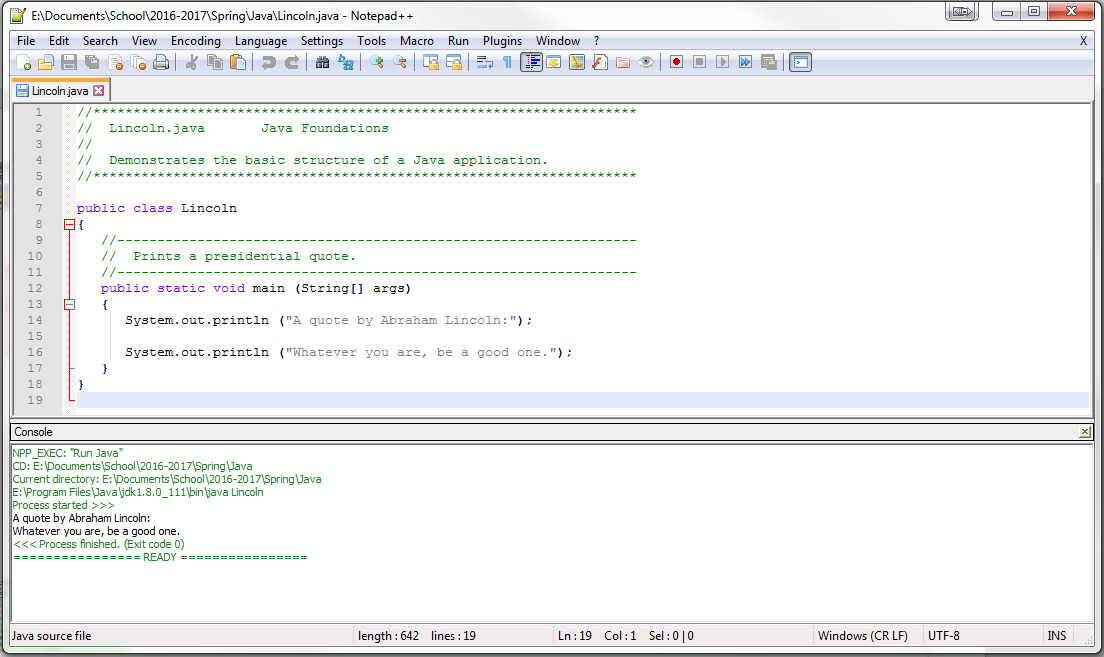 E:\Documents\School\2016-2017\Spring\Java\Lincoln.java - Notepad++
File Edit Search View Encoding Language Settings Tools Macro Run Plugins Window ? X
Lincoln.java
1 //********************************************************************
2 //  Lincoln.java       Java Foundations
3 //
4 //  Demonstrates the basic structure of a Java application.
5 //********************************************************************
6
7 public class Lincoln
8 {
9    //-----------------------------------------------------------------
10    //  Prints a presidential quote.
11    //-----------------------------------------------------------------
12    public static void main (String[] args)
13    {
14       System.out.println ("A quote by Abraham Lincoln:");
15
16       System.out.println ("Whatever you are, be a good one.");
17    }
18 }
19
Console
NPP_EXEC: "Run Java"
CD: E:\Documents\School\2016-2017\Spring\Java
Current directory: E:\Documents\School\2016-2017\Spring\Java
E:\Program Files\Java\jdk1.8.0_111\bin\java Lincoln
Process started >>>
A quote by Abraham Lincoln:
Whatever you are, be a good one.
<<< Process finished. (Exit code 0)
================ READY ================
Java source file length : 642 lines : 19 Ln : 19 Col : 1 Sel : 0 | 0 Windows (CR LF) UTF-8 INS